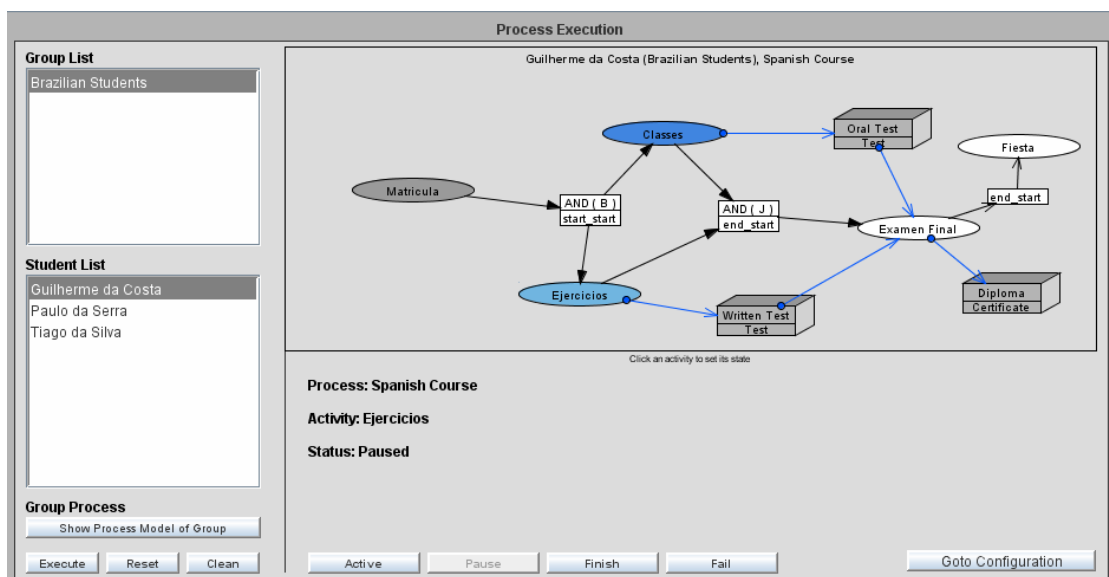 Process Execution
Group List
Brazilian Students
Student List
Guilherme da Costa
Paulo da Serra
Tiago da Silva
Group Process
Show Process Model of Group
Execute
Reset
Clean
Guilherme da Costa (Brazilian Students), Spanish Course
Classes
Oral Test
Test
Fiesta
Matricula
AND ( B )
start_start
AND ( J )
end_start
end_start
Examen Final
Ejercicios
Written Test
Test
Diploma
Certificate
Click an activity to set its state
Process: Spanish Course
Activity: Ejercicios
Status: Paused
Active
Pause
Finish
Fail
Goto Configuration